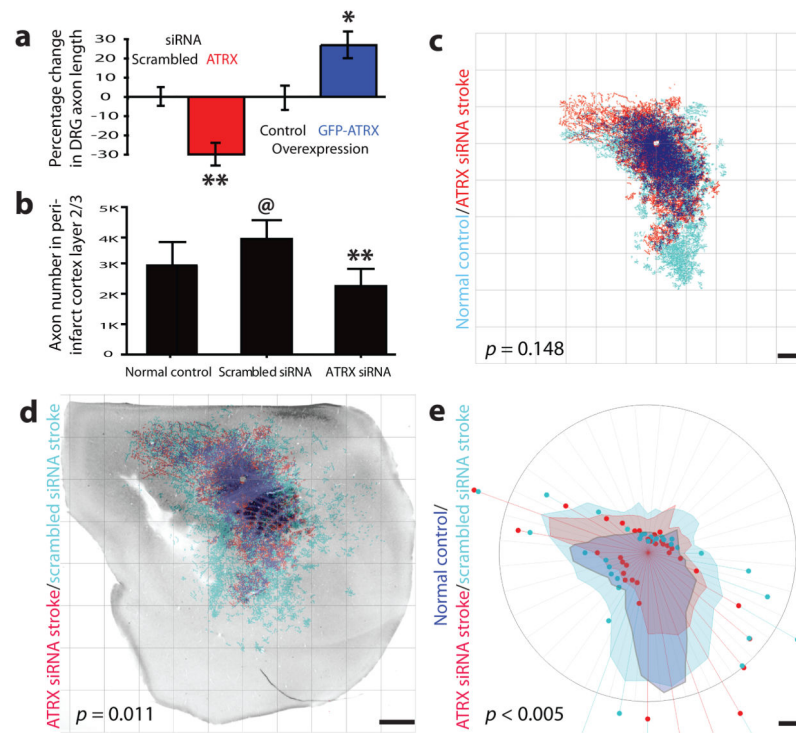 a
Percentage change
in DRG axon length
30
20
10
0
-10
-20
-30
siRNA
Scrambled ATRX
*
**
Control GFP-ATRX
Overexpression
b
Axon number in peri-
infarct cortex layer 2/3
5K
4K
3K
2K
1K
0
@
**
Normal control
Scrambled siRNA
ATRX siRNA
c
Normal control/ATRX siRNA stroke
p = 0.148
d
ATRX siRNA stroke/scrambled siRNA stroke
p = 0.011
e
Normal control/
ATRX siRNA stroke/scrambled siRNA stroke
p < 0.005